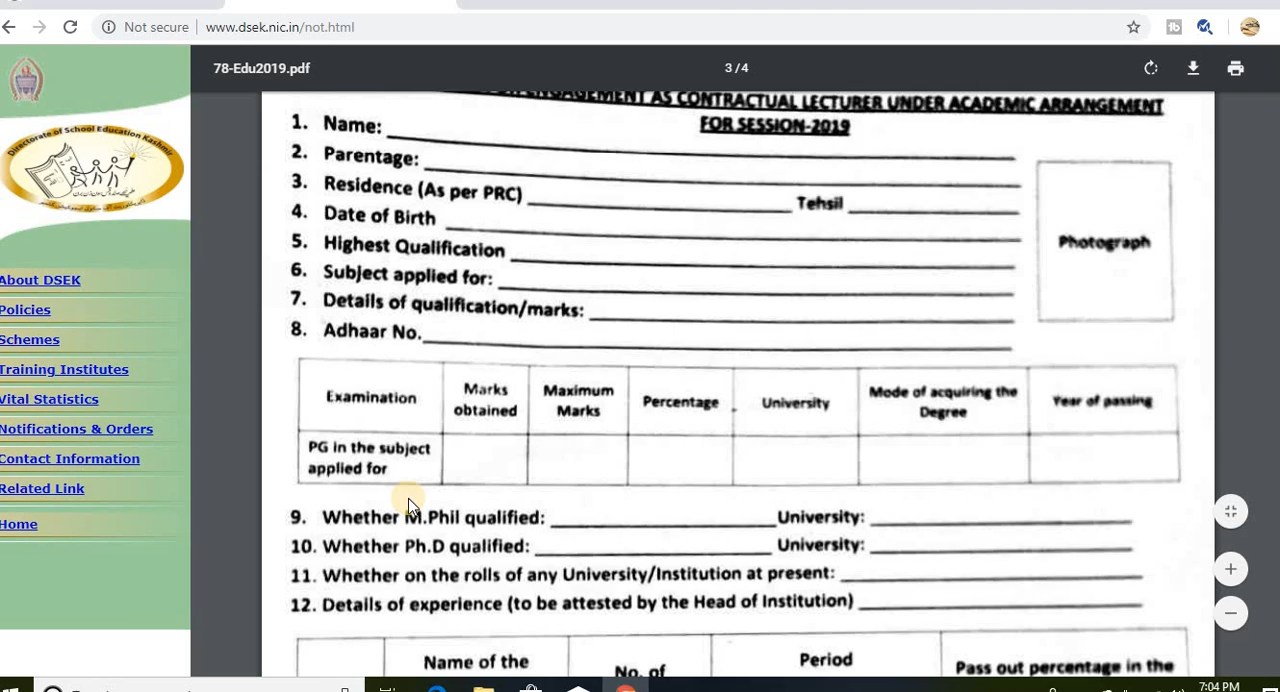 Not secure | www.dsek.nic.in/not.html
78-Edu2019.pdf
3/4
Directorate of School Education Kashmir
About DSEK
Policies
Schemes
Training Institutes
Vital Statistics
Notifications & Orders
Contact Information
Related Link
Home
ENGAGEMENT AS CONTRACTUAL LECTURER UNDER ACADEMIC ARRANGEMENT
FOR SESSION-2019
1. Name:
2. Parentage:
3. Residence (As per PRC) Tehsil
4. Date of Birth
5. Highest Qualification
6. Subject applied for:
7. Details of qualification/marks:
8. Adhaar No.
Photograph
Examination
Marks
obtained
Maximum
Marks
Percentage
University
Mode of acquiring the
Degree
Year of passing
PG in the subject
applied for
9. Whether M.Phil qualified: University:
10. Whether Ph.D qualified: University:
11. Whether on the rolls of any University/Institution at present:
12. Details of experience (to be attested by the Head of Institution)
Name of the
No. of
Period
Pass out percentage in the
7:04 PM